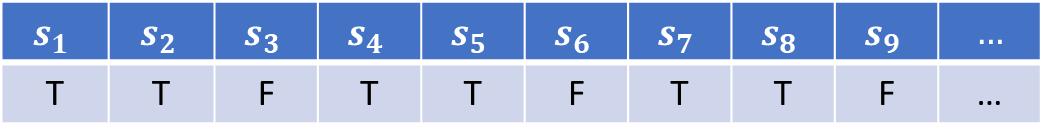 s₁ s₂ s₃ s₄ s₅ s₆ s₇ s₈ s₉ ...
T T F T T F T T F ...